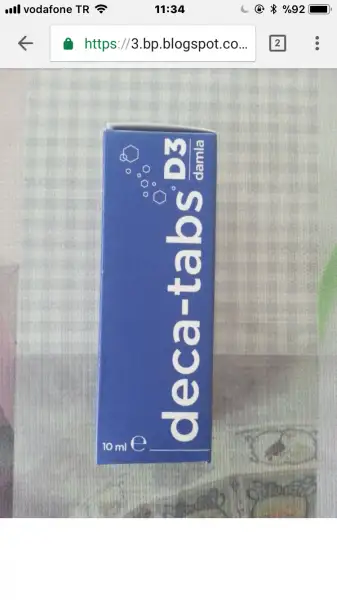 vodafone TR 11:34 %92
https://3.bp.blogspot.co... 2
deca-tabs D3
damla
10 ml e